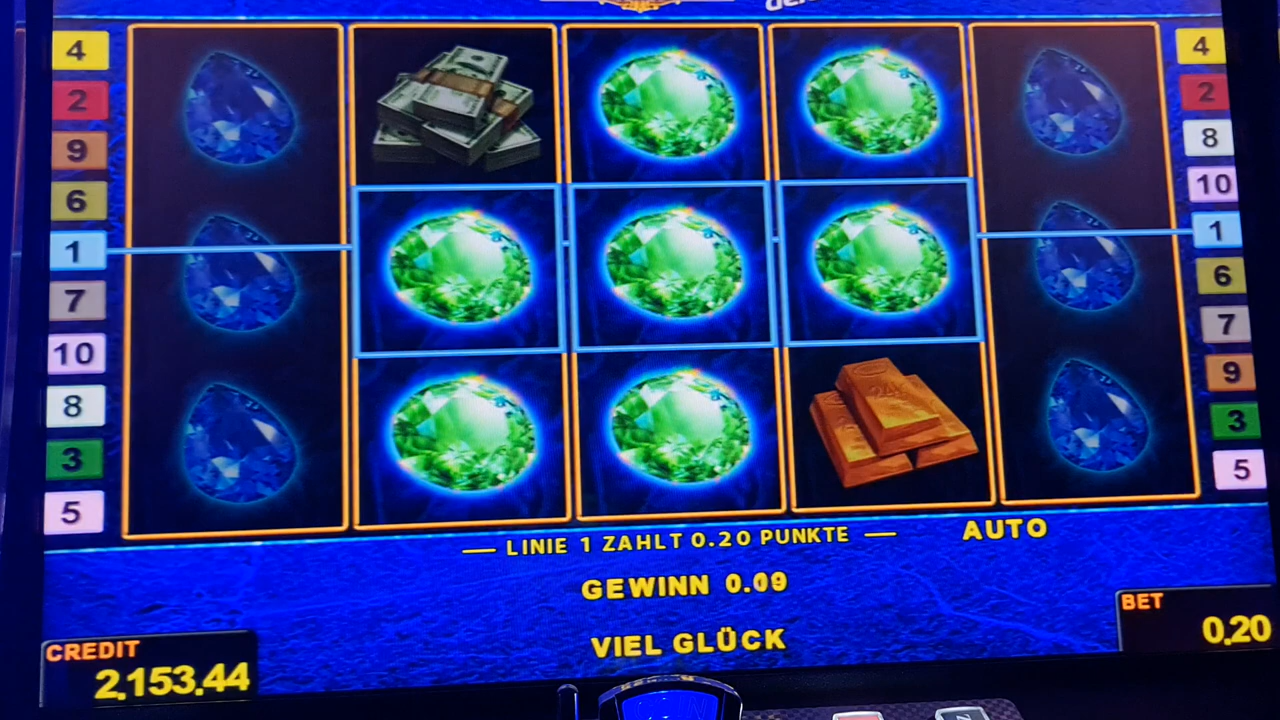 4 4
2 2
9 8
6 10
1 1
7 6
10 7
8 9
3 3
5 5
LINIE 1 ZAHLT 0.20 PUNKTE
AUTO
GEWINN 0.09
BET
0,20
VIEL GLÜCK
CREDIT
2,153.44